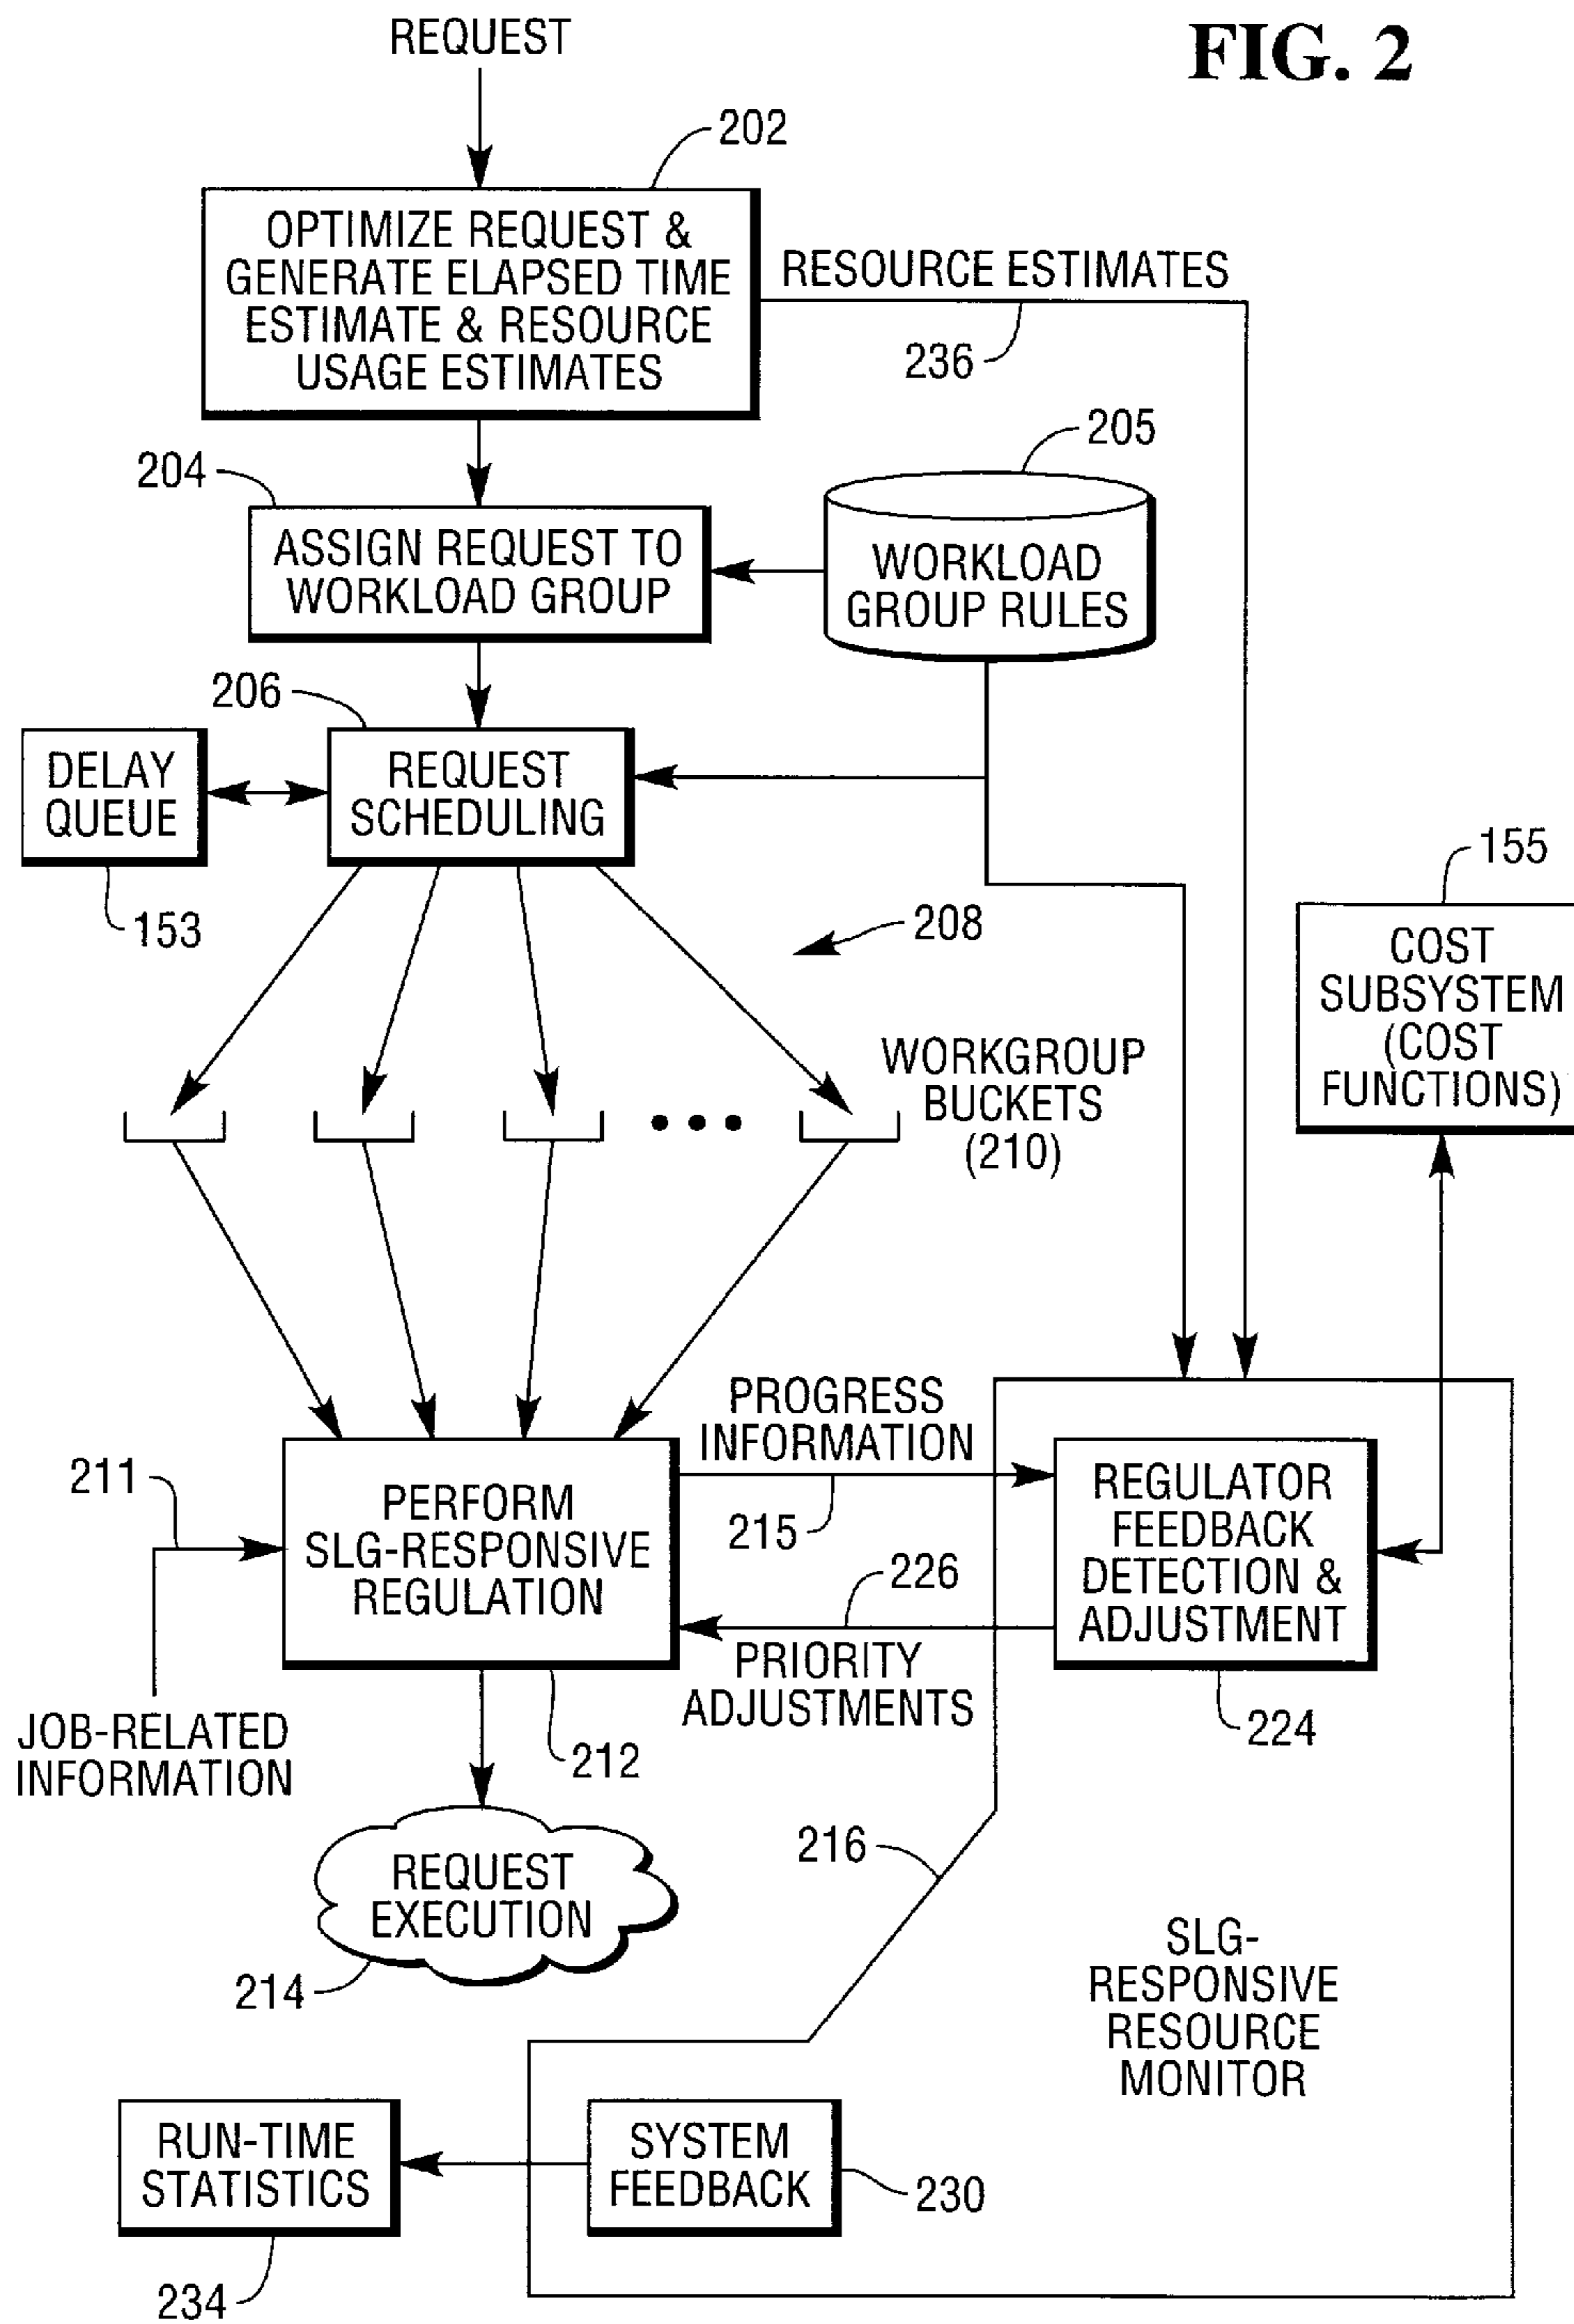 FIG. 2
REQUEST
202
OPTIMIZE REQUEST &
GENERATE ELAPSED TIME
ESTIMATE & RESOURCE
USAGE ESTIMATES
RESOURCE ESTIMATES
236
204
205
ASSIGN REQUEST TO
WORKLOAD GROUP
WORKLOAD
GROUP RULES
206
DELAY
QUEUE
REQUEST
SCHEDULING
153
208
155
COST
SUBSYSTEM
(COST
FUNCTIONS)
WORKGROUP
BUCKETS
(210)
PROGRESS
INFORMATION
211
PERFORM
SLG-RESPONSIVE
REGULATION
215
REGULATOR
FEEDBACK
DETECTION &
ADJUSTMENT
226
PRIORITY
ADJUSTMENTS
JOB-RELATED
INFORMATION
212
224
216
REQUEST
EXECUTION
214
SLG-
RESPONSIVE
RESOURCE
MONITOR
RUN-TIME
STATISTICS
SYSTEM
FEEDBACK
230
234